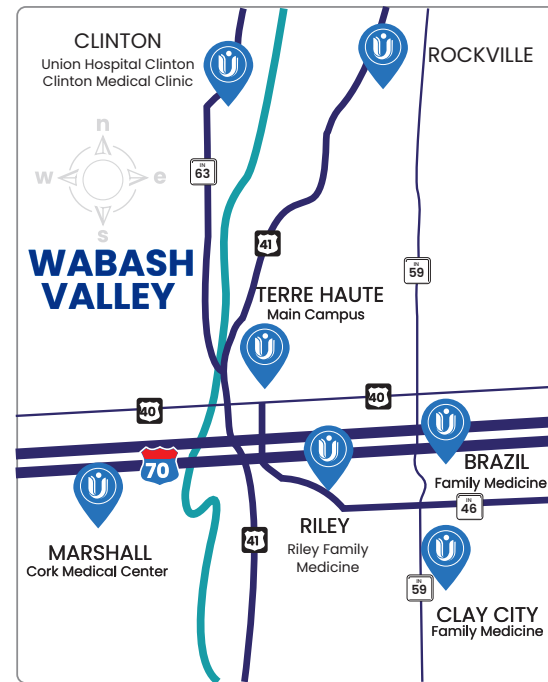 CLINTON
Union Hospital Clinton
Clinton Medical Clinic
ROCKVILLE
n
w
e
s
IN
63
41
WABASH
VALLEY
IN
59
TERRE HAUTE
Main Campus
40
40
70
BRAZIL
Family Medicine
IN
46
MARSHALL
Cork Medical Center
41
RILEY
Riley Family
Medicine
IN
59
CLAY CITY
Family Medicine